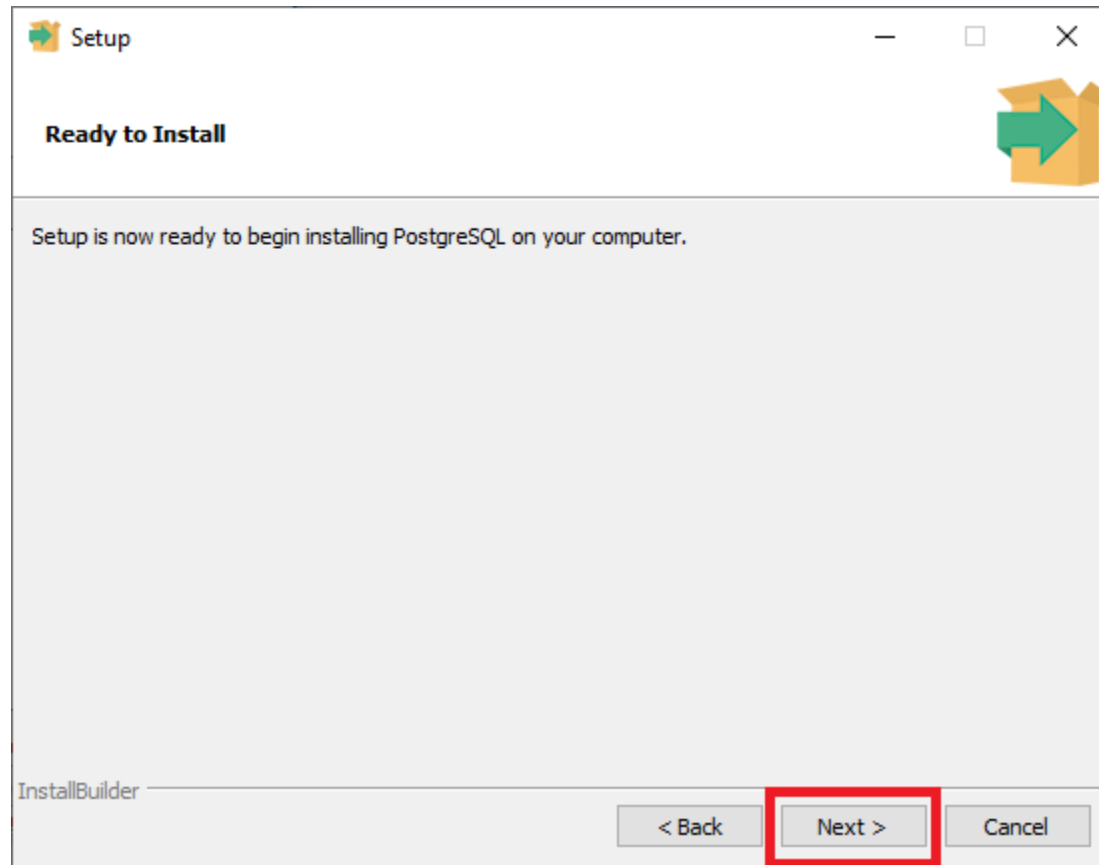 Setup
Ready to Install
Setup is now ready to begin installing PostgreSQL on your computer.
InstallBuilder
< Back Next > Cancel